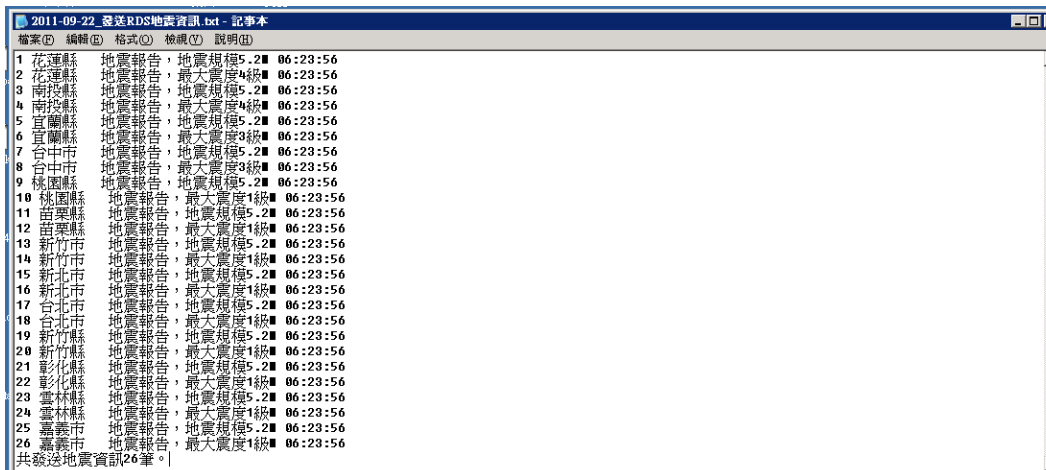 2011-09-22_發送RDS地震資訊.txt - 記事本
檔案(F) 編輯(E) 格式(O) 檢視(V) 說明(H)
1 花蓮縣 地震報告，地震規模5.2■ 06:23:56
2 花蓮縣 地震報告，最大震度4級■ 06:23:56
3 南投縣 地震報告，地震規模5.2■ 06:23:56
4 南投縣 地震報告，最大震度4級■ 06:23:56
5 宜蘭縣 地震報告，地震規模5.2■ 06:23:56
6 宜蘭縣 地震報告，最大震度3級■ 06:23:56
7 台中市 地震報告，地震規模5.2■ 06:23:56
8 台中市 地震報告，最大震度3級■ 06:23:56
9 桃園縣 地震報告，地震規模5.2■ 06:23:56
10 桃園縣 地震報告，最大震度1級■ 06:23:56
11 苗栗縣 地震報告，地震規模5.2■ 06:23:56
12 苗栗縣 地震報告，最大震度1級■ 06:23:56
13 新竹市 地震報告，地震規模5.2■ 06:23:56
14 新竹市 地震報告，最大震度1級■ 06:23:56
15 新北市 地震報告，地震規模5.2■ 06:23:56
16 新北市 地震報告，最大震度1級■ 06:23:56
17 台北市 地震報告，地震規模5.2■ 06:23:56
18 台北市 地震報告，最大震度1級■ 06:23:56
19 新竹縣 地震報告，地震規模5.2■ 06:23:56
20 新竹縣 地震報告，最大震度1級■ 06:23:56
21 彰化縣 地震報告，地震規模5.2■ 06:23:56
22 彰化縣 地震報告，最大震度1級■ 06:23:56
23 雲林縣 地震報告，地震規模5.2■ 06:23:56
24 雲林縣 地震報告，最大震度1級■ 06:23:56
25 嘉義市 地震報告，地震規模5.2■ 06:23:56
26 嘉義市 地震報告，最大震度1級■ 06:23:56
共發送地震資訊26筆。